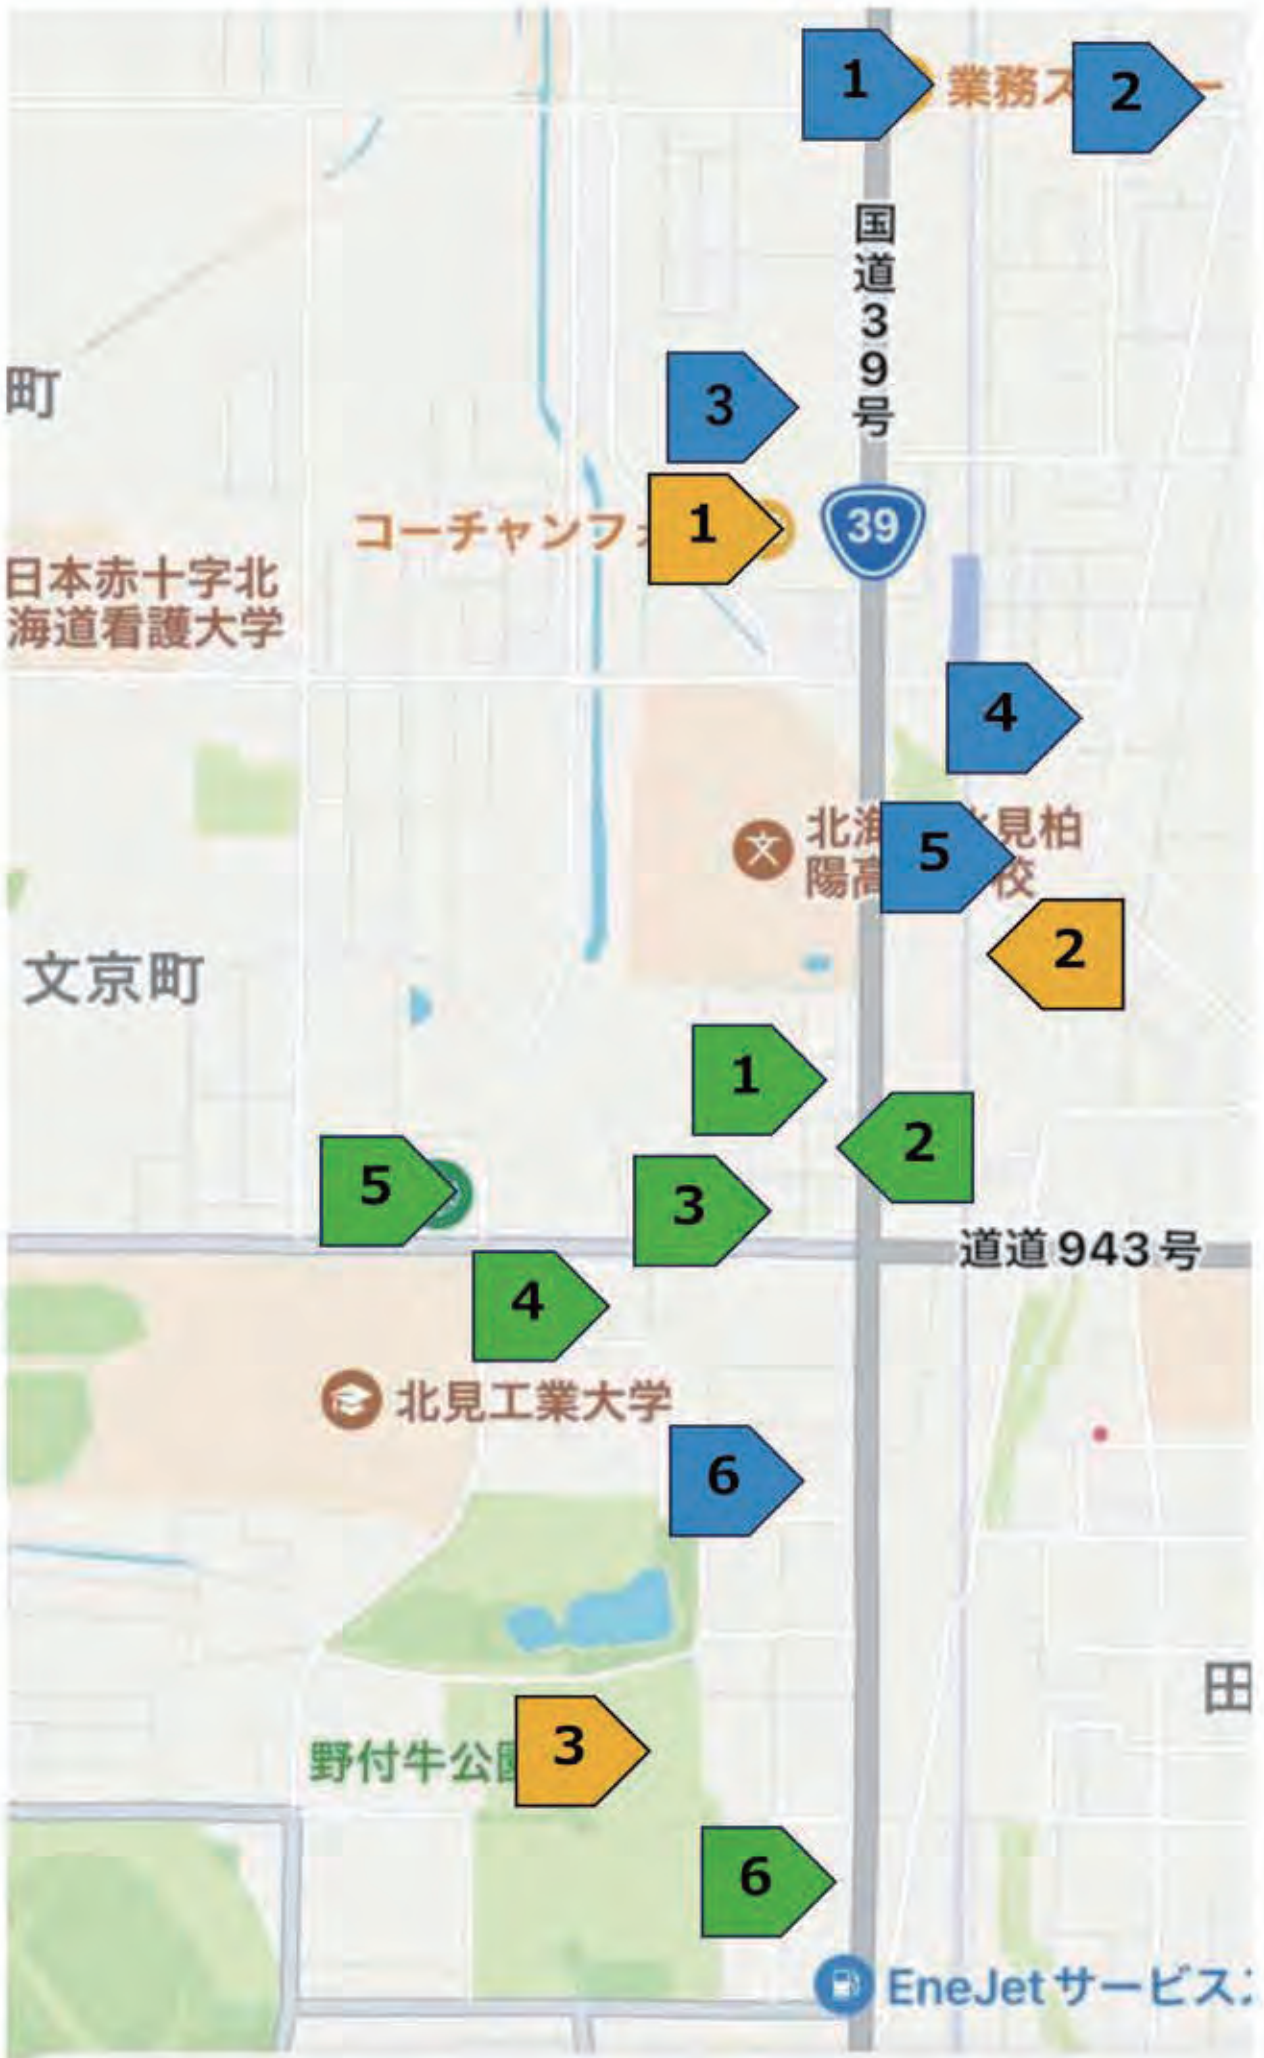 1
業務ス
ー
2
国道39号
3
町
コーチャンフ
1
39
日本赤十字北
海道看護大学
4
北海
見柏
陽高
校
5
2
文京町
1
2
5
3
道道943号
4
北見工業大学
6
田
野付牛公園
3
6
EneJetサービス